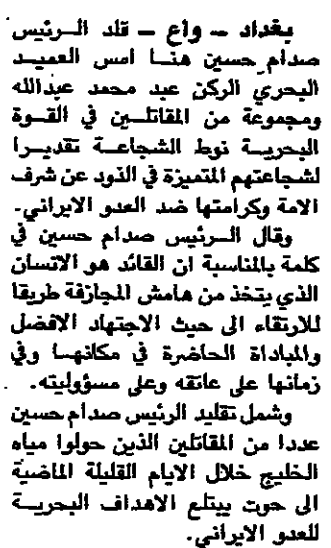 بغداد - واع - قلد الرئيس
صدام حسين هنا امس العميد
البحري الركن عبد محمد عبدالله
ومجموعة من المقاتلين في القوة
البحرية نوط الشجاعة تقديرا
لشجاعتهم المتميزة في الذود عن شرف
الامة وكرامتها ضد العدو الايراني.
وقال الرئيس صدام حسين في
كلمة بالمناسبة ان القائد هو الانسان
الذي يتخذ من هامش المجازفة طريقا
للارتقاء الى حيث الاجتهاد الافضل
والمباداة الحاضرة في مكانها وفي
زمانها على عاتقه وعلى مسؤوليته.
وشمل تقليد الرئيس صدام حسين
عددا من المقاتلين الذين حولوا مياه
الخليج خلال الايام القليلة الماضية
الى حوت يبتلع الاهداف البحرية
للعدو الايراني.